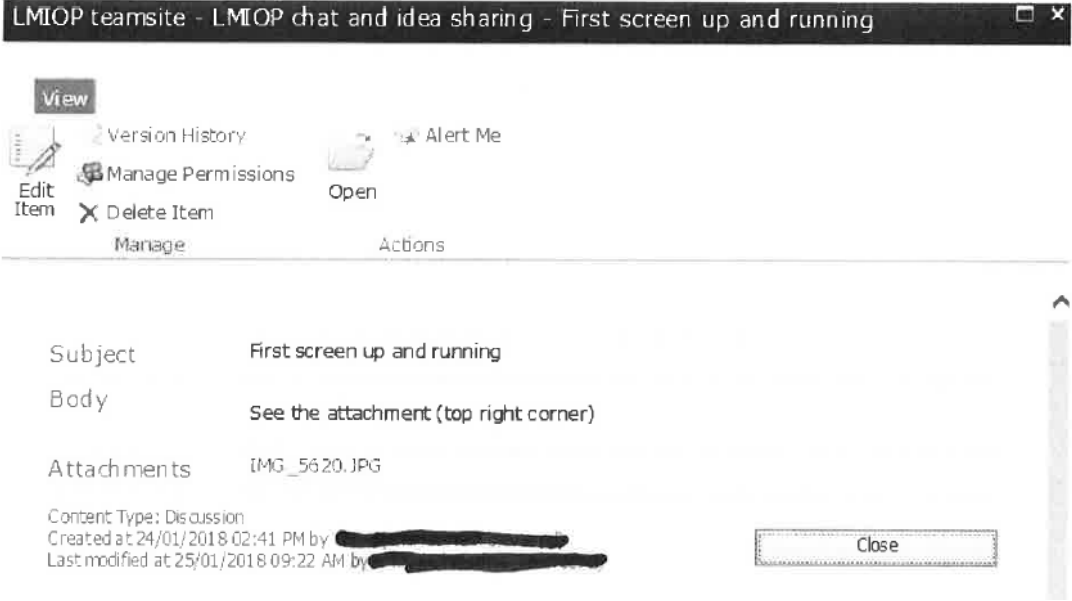 LMIOP teamsite - LMIOP chat and idea sharing - First screen up and running
View
Edit Item
Version History
Manage Permissions
Delete Item
Manage
Open
Alert Me
Actions
Subject First screen up and running
Body See the attachment (top right corner)
Attachments IMG_5620.JPG
Content Type: Discussion
Created at 24/01/2018 02:41 PM by
Last modified at 25/01/2018 09:22 AM by
Close